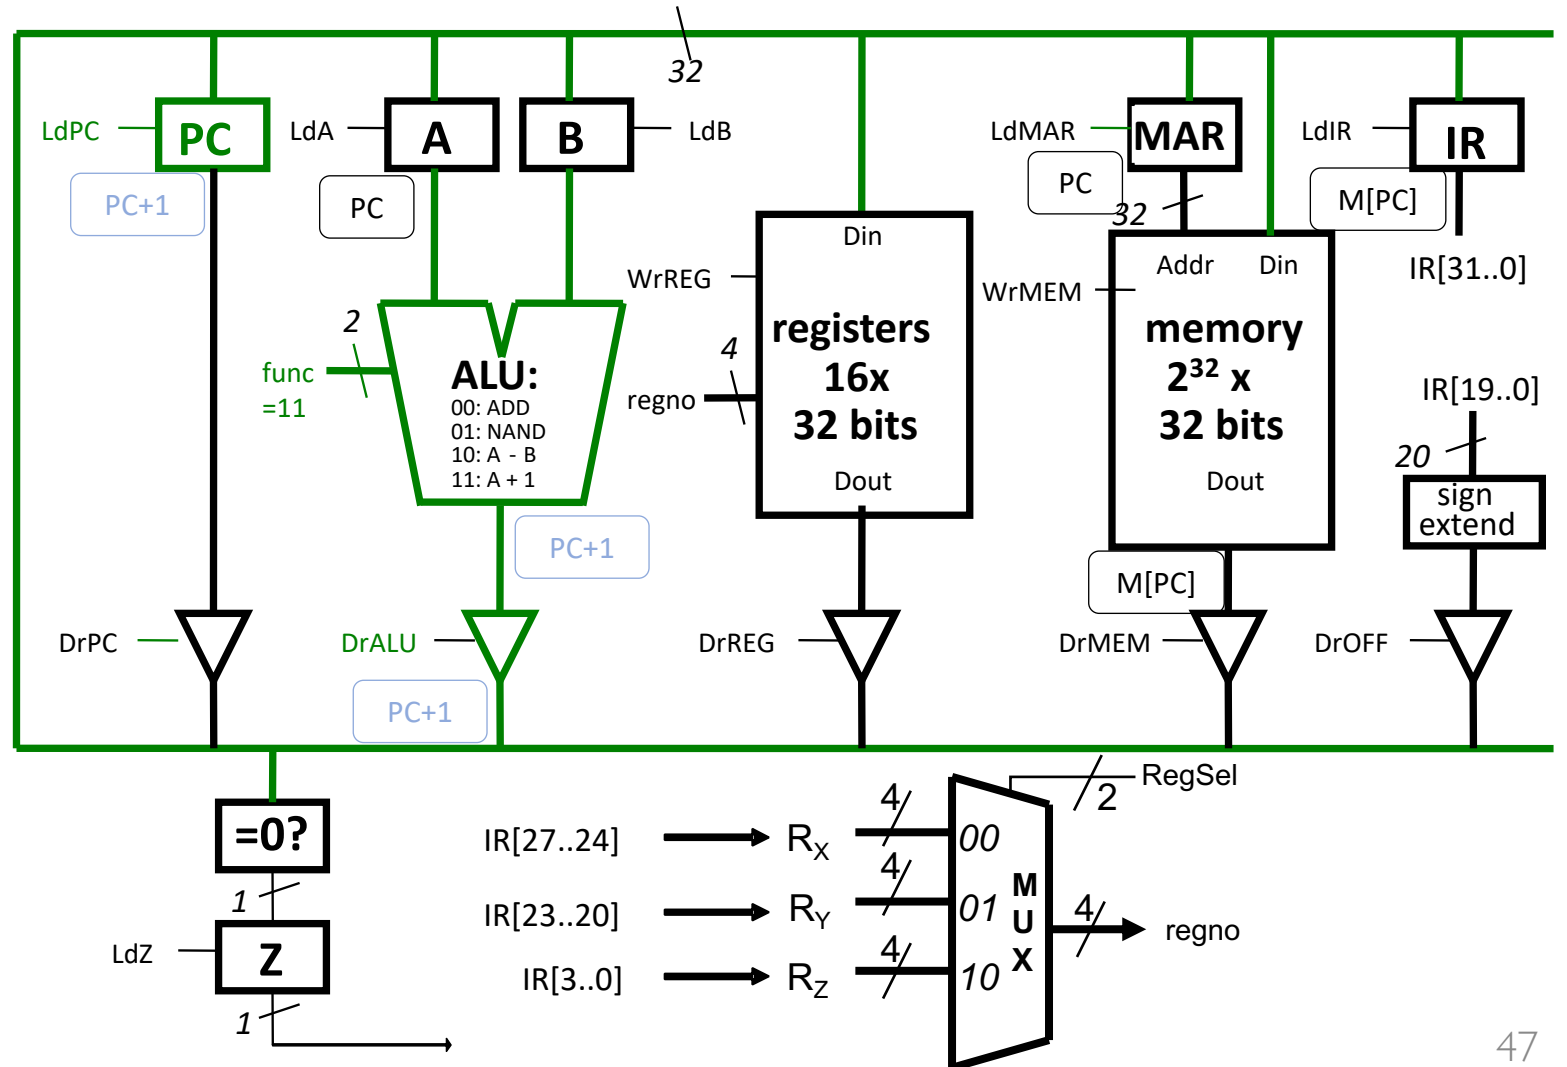 32
LdPC
PC
LdA
A
B
LdB
LdMAR
MAR
LdIR
IR
PC+1
PC
PC
32
M[PC]
Din
Addr
Din
IR[31..0]
WrREG
WrMEM
2
func
=11
ALU:
00: ADD
01: NAND
10: A - B
11: A + 1
4
regno
registers
16x
32 bits
memory
2³² x
32 bits
IR[19..0]
20
Dout
Dout
sign
extend
PC+1
M[PC]
DrPC
DrALU
DrREG
DrMEM
DrOFF
PC+1
RegSel
2
=0?
1
LdZ
Z
1
IR[27..24]
R_X
4
00
IR[23..20]
R_Y
4
01
IR[3..0]
R_Z
4
10
M
U
X
4
regno
47